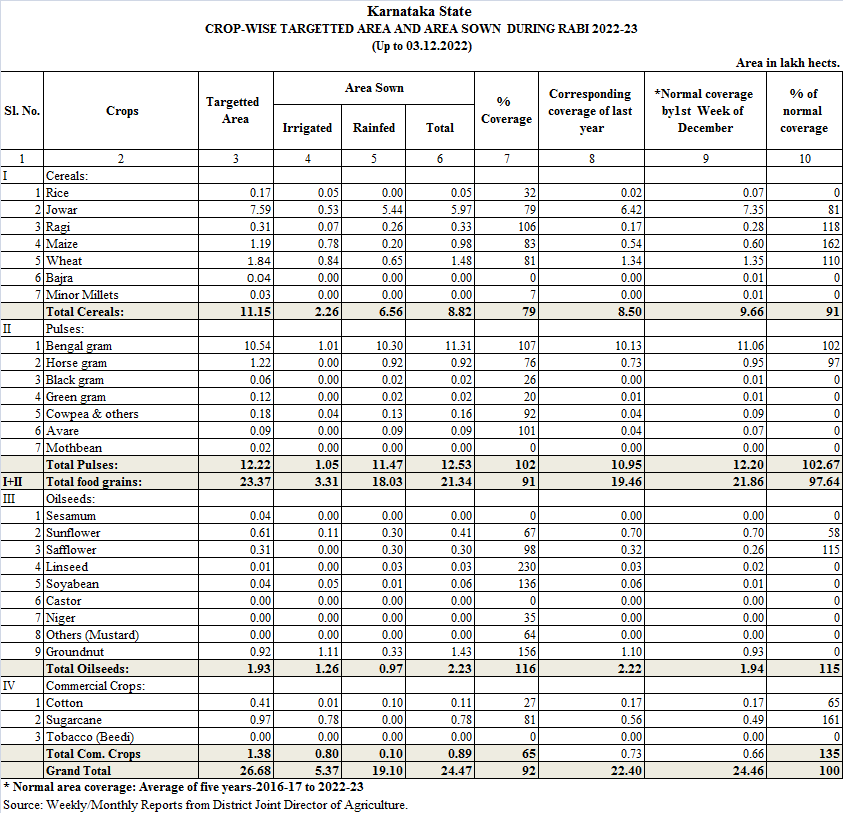 Karnataka State
CROP-WISE TARGETTED AREA AND AREA SOWN DURING RABI 2022-23
(Up to 03.12.2022)
Area in lakh hects.
Sl. No. Crops Targetted Area Area Sown % Coverage Corresponding coverage of last year *Normal coverage by1st Week of December % of normal coverage
Irrigated Rainfed Total
1 2 3 4 5 6 7 8 9 10
I Cereals:
1 Rice 0.17 0.05 0.00 0.05 32 0.02 0.07 0
2 Jowar 7.59 0.53 5.44 5.97 79 6.42 7.35 81
3 Ragi 0.31 0.07 0.26 0.33 106 0.17 0.28 118
4 Maize 1.19 0.78 0.20 0.98 83 0.54 0.60 162
5 Wheat 1.84 0.84 0.65 1.48 81 1.34 1.35 110
6 Bajra 0.04 0.00 0.00 0.00 0 0.00 0.01 0
7 Minor Millets 0.03 0.00 0.00 0.00 7 0.00 0.01 0
Total Cereals: 11.15 2.26 6.56 8.82 79 8.50 9.66 91
II Pulses:
1 Bengal gram 10.54 1.01 10.30 11.31 107 10.13 11.06 102
2 Horse gram 1.22 0.00 0.92 0.92 76 0.73 0.95 97
3 Black gram 0.06 0.00 0.02 0.02 26 0.00 0.01 0
4 Green gram 0.12 0.00 0.02 0.02 20 0.01 0.01 0
5 Cowpea & others 0.18 0.04 0.13 0.16 92 0.04 0.09 0
6 Avare 0.09 0.00 0.09 0.09 101 0.04 0.07 0
7 Mothbean 0.02 0.00 0.00 0.00 0 0.00 0.00 0
Total Pulses: 12.22 1.05 11.47 12.53 102 10.95 12.20 102.67
I+II Total food grains: 23.37 3.31 18.03 21.34 91 19.46 21.86 97.64
III Oilseeds:
1 Sesamum 0.04 0.00 0.00 0.00 0 0.00 0.00 0
2 Sunflower 0.61 0.11 0.30 0.41 67 0.70 0.70 58
3 Safflower 0.31 0.00 0.30 0.30 98 0.32 0.26 115
4 Linseed 0.01 0.00 0.03 0.03 230 0.03 0.02 0
5 Soyabean 0.04 0.05 0.01 0.06 136 0.06 0.01 0
6 Castor 0.00 0.00 0.00 0.00 0 0.00 0.00 0
7 Niger 0.00 0.00 0.00 0.00 35 0.00 0.00 0
8 Others (Mustard) 0.00 0.00 0.00 0.00 64 0.00 0.00 0
9 Groundnut 0.92 1.11 0.33 1.43 156 1.10 0.93 0
Total Oilseeds: 1.93 1.26 0.97 2.23 116 2.22 1.94 115
IV Commercial Crops:
1 Cotton 0.41 0.01 0.10 0.11 27 0.17 0.17 65
2 Sugarcane 0.97 0.78 0.00 0.78 81 0.56 0.49 161
3 Tobacco (Beedi) 0.00 0.00 0.00 0.00 0 0.00 0.00 0
Total Com. Crops 1.38 0.80 0.10 0.89 65 0.73 0.66 135
Grand Total 26.68 5.37 19.10 24.47 92 22.40 24.46 100
* Normal area coverage: Average of five years-2016-17 to 2022-23
Source: Weekly/Monthly Reports from District Joint Director of Agriculture.